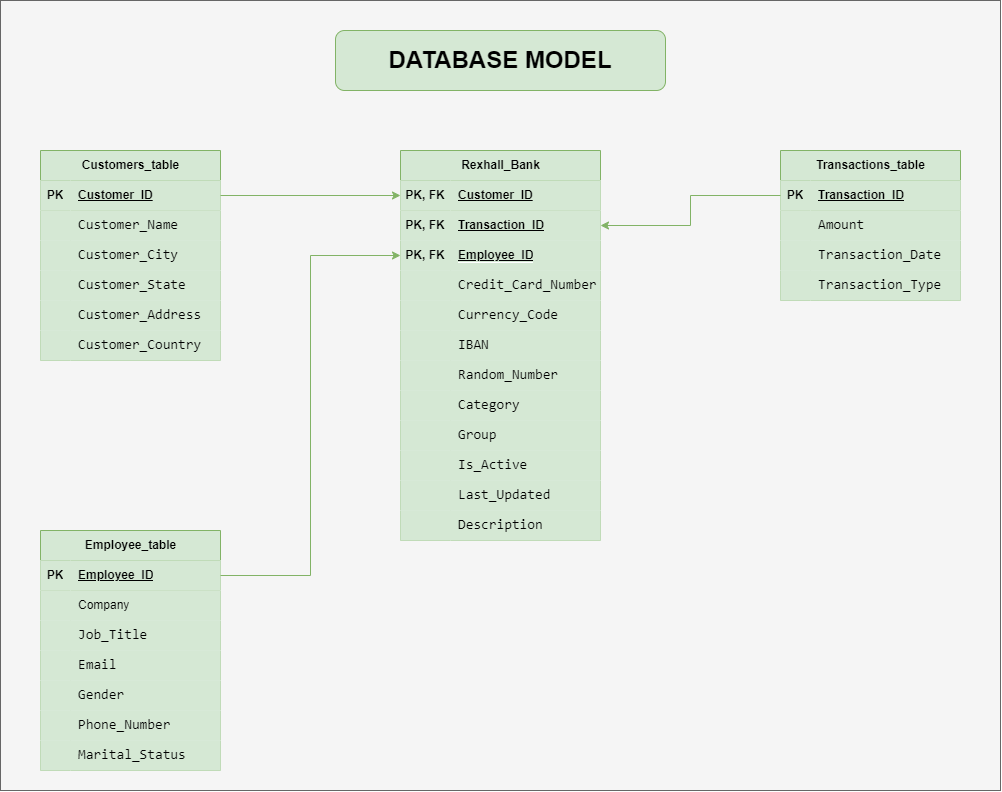 DATABASE MODEL
Customers_table
PK Customer_ID
Customer_Name
Customer_City
Customer_State
Customer_Address
Customer_Country
Rexhall_Bank
PK, FK Customer_ID
PK, FK Transaction_ID
PK, FK Employee_ID
Credit_Card_Number
Currency_Code
IBAN
Random_Number
Category
Group
Is_Active
Last_Updated
Description
Transactions_table
PK Transaction_ID
Amount
Transaction_Date
Transaction_Type
Employee_table
PK Employee_ID
Company
Job_Title
Email
Gender
Phone_Number
Marital_Status